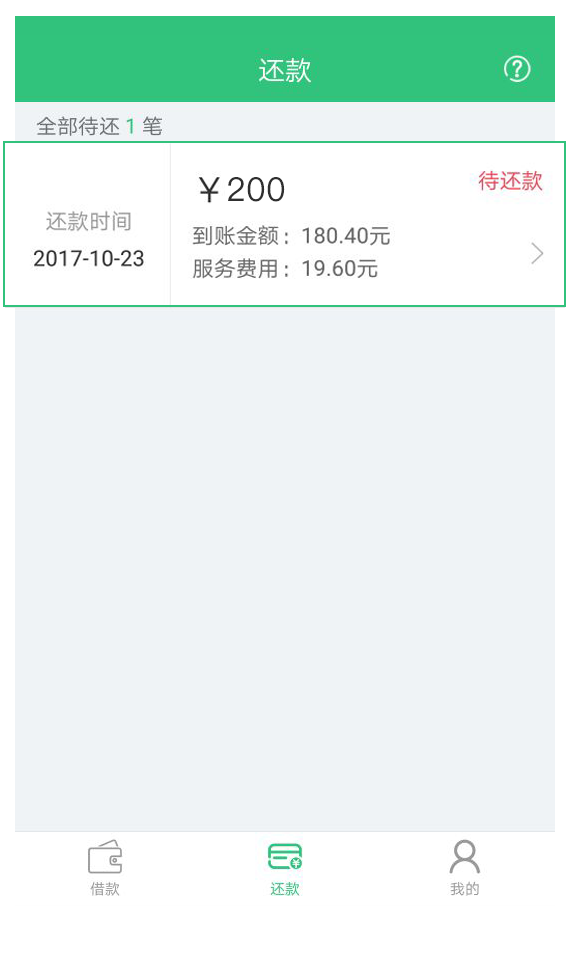 还款
全部待还 1 笔
¥200
待还款
还款时间
2017-10-23
到账金额：180.40元
服务费用：19.60元
借款
还款
我的